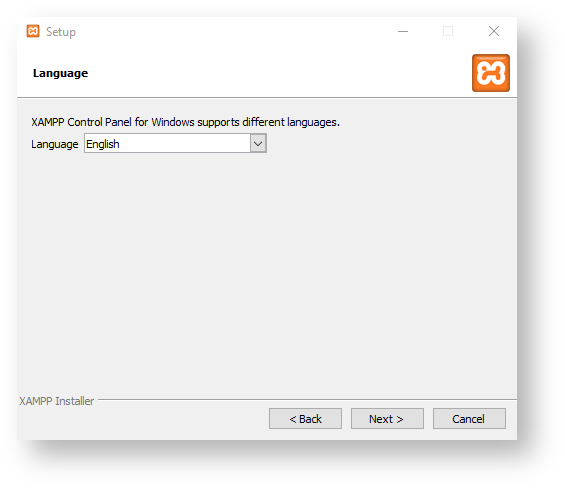 Setup
Language
XAMPP Control Panel for Windows supports different languages.
Language English
XAMPP Installer
< Back Next > Cancel